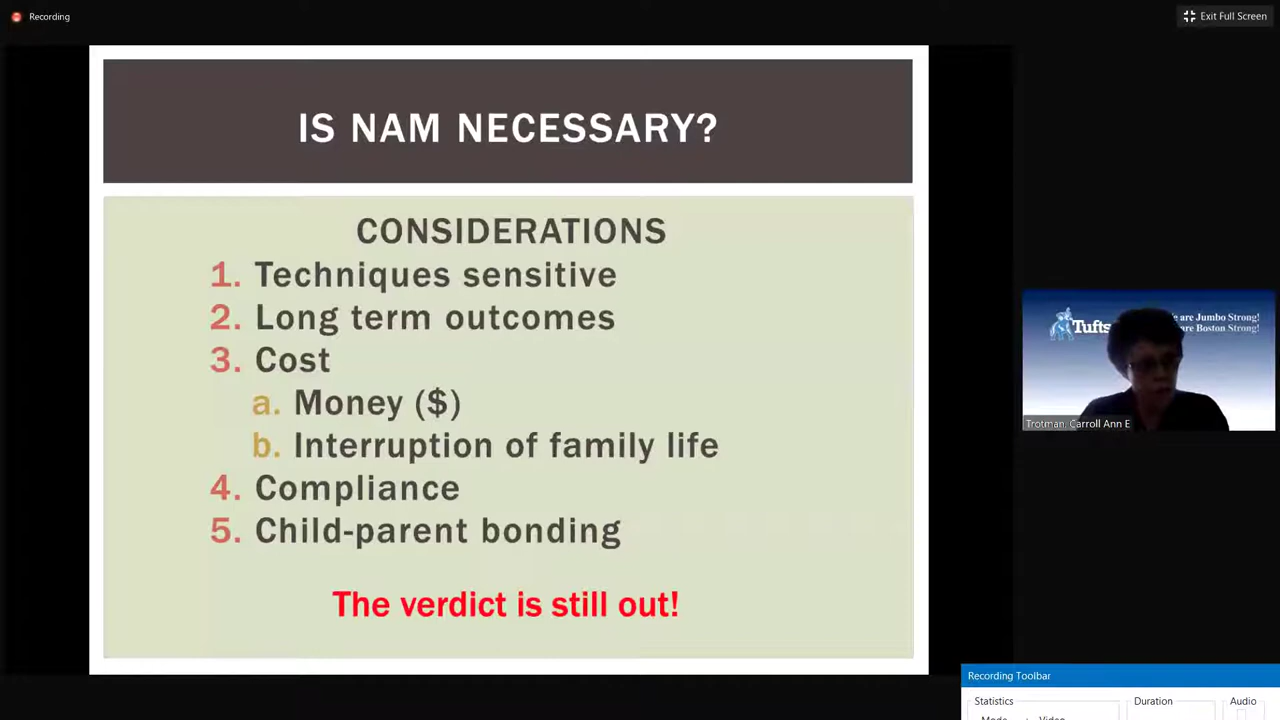 Recording
Exit Full Screen
IS NAM NECESSARY?
CONSIDERATIONS
1. Techniques sensitive
2. Long term outcomes
3. Cost
a. Money ($)
b. Interruption of family life
4. Compliance
5. Child-parent bonding
The verdict is still out!
Tufts
are Jumbo Strong!
are Boston Strong!
Trotman, Carroll Ann E
Recording Toolbar
Statistics
Duration
Audio